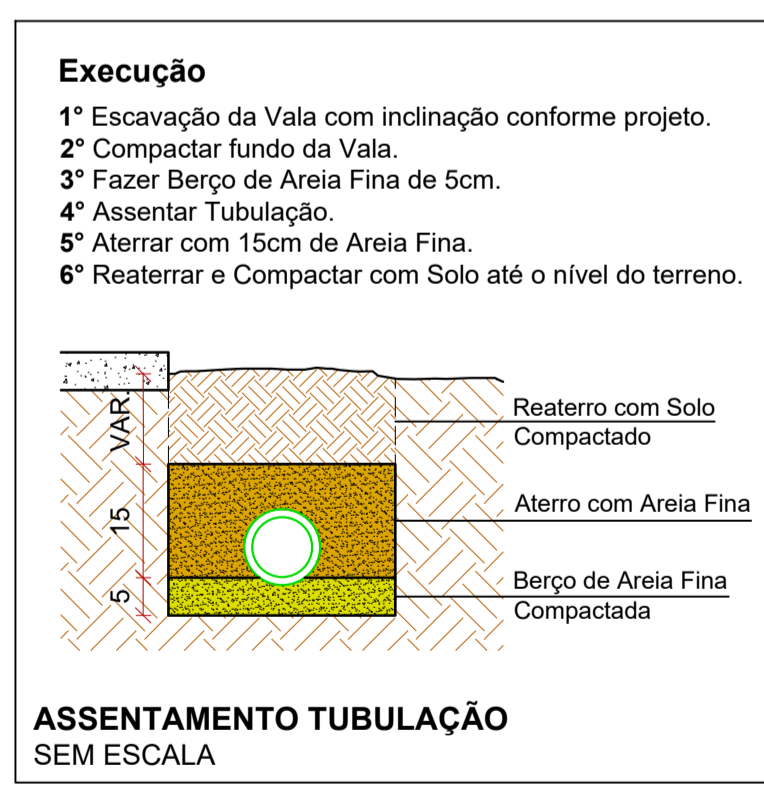 Execução
1° Escavação da Vala com inclinação conforme projeto.
2° Compactar fundo da Vala.
3° Fazer Berço de Areia Fina de 5cm.
4° Assentar Tubulação.
5° Aterrar com 15cm de Areia Fina.
6° Reaterrar e Compactar com Solo até o nível do terreno.
VAR.
15
5
Reaterro com Solo
Compactado
Aterro com Areia Fina
Berço de Areia Fina
Compactada
ASSENTAMENTO TUBULAÇÃO
SEM ESCALA